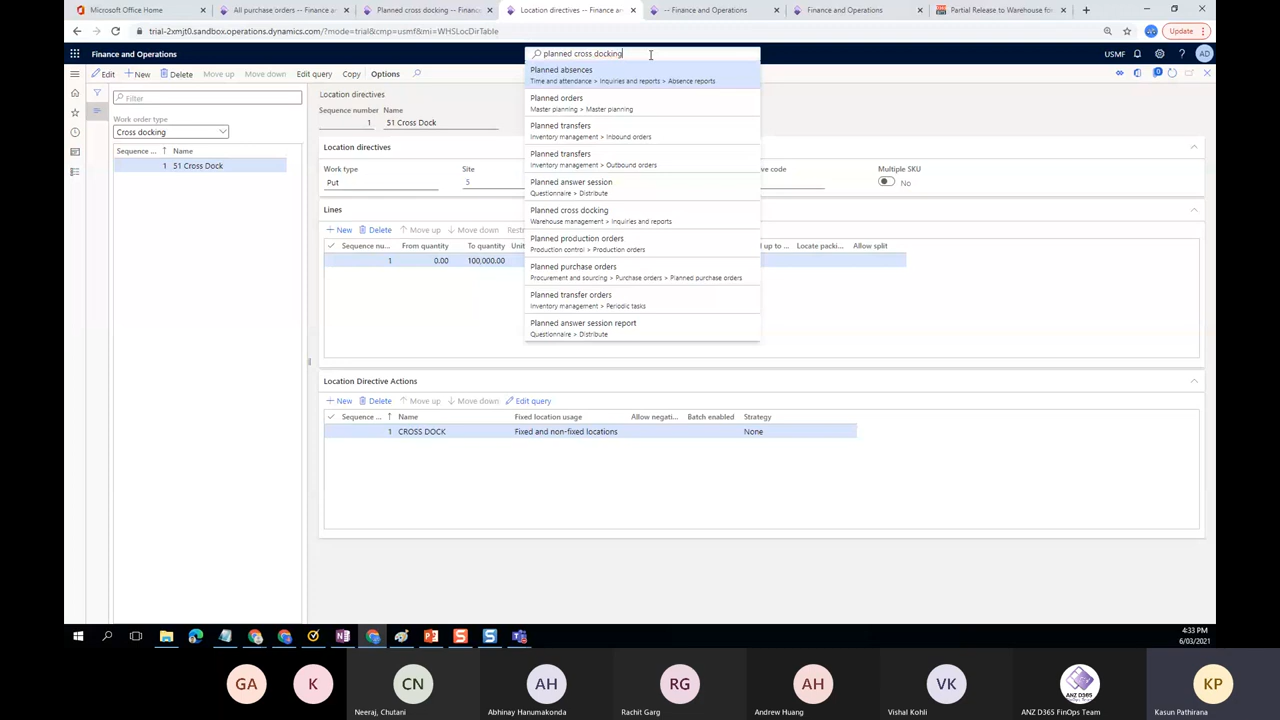 Microsoft Office Home
All purchase orders -- Finance a
Planned cross docking -- Financ
Location directives -- Finance a
-- Finance and Operations
Finance and Operations
Partial Release to Warehouse fo
trial-2xmjt0.sandbox.operations.dynamics.com/?mode=trial&cmp=usmf&mi=WHSLocDirTable
Update
Finance and Operations
planned cross docking
USMF
AD
Edit
New
Delete
Move up
Move down
Edit query
Copy
Options
Filter
Work order type
Cross docking
Sequence ...
Name
1 51 Cross Dock
Location directives
Sequence number
Name
1
51 Cross Dock
Location directives
Work type
Put
Site
5
ve code
Multiple SKU
No
Lines
New
Delete
Move up
Move down
Restr
Sequence nu...
From quantity
To quantity
Unit
d up to ...
Locate packi...
Allow split
1
0.00
100,000.00
Planned absences
Time and attendance > Inquiries and reports > Absence reports
Planned orders
Master planning > Master planning
Planned transfers
Inventory management > Inbound orders
Planned transfers
Inventory management > Outbound orders
Planned answer session
Questionnaire > Distribute
Planned cross docking
Warehouse management > Inquiries and reports
Planned production orders
Production control > Production orders
Planned purchase orders
Procurement and sourcing > Purchase orders > Planned purchase orders
Planned transfer orders
Inventory management > Periodic tasks
Planned answer session report
Questionnaire > Distribute
Location Directive Actions
New
Delete
Move up
Move down
Edit query
Sequence ...
Name
Fixed location usage
Allow negati...
Batch enabled
Strategy
1
CROSS DOCK
Fixed and non-fixed locations
None
4:33 PM
6/03/2021
GA
K
CN
AH
RG
AH
VK
ANZ D365
KP
Neeraj, Chutani
Abhinay Hanumakonda
Rachit Garg
Andrew Huang
Vishal Kohli
ANZ D365 FinOps Team
Kasun Pathirana